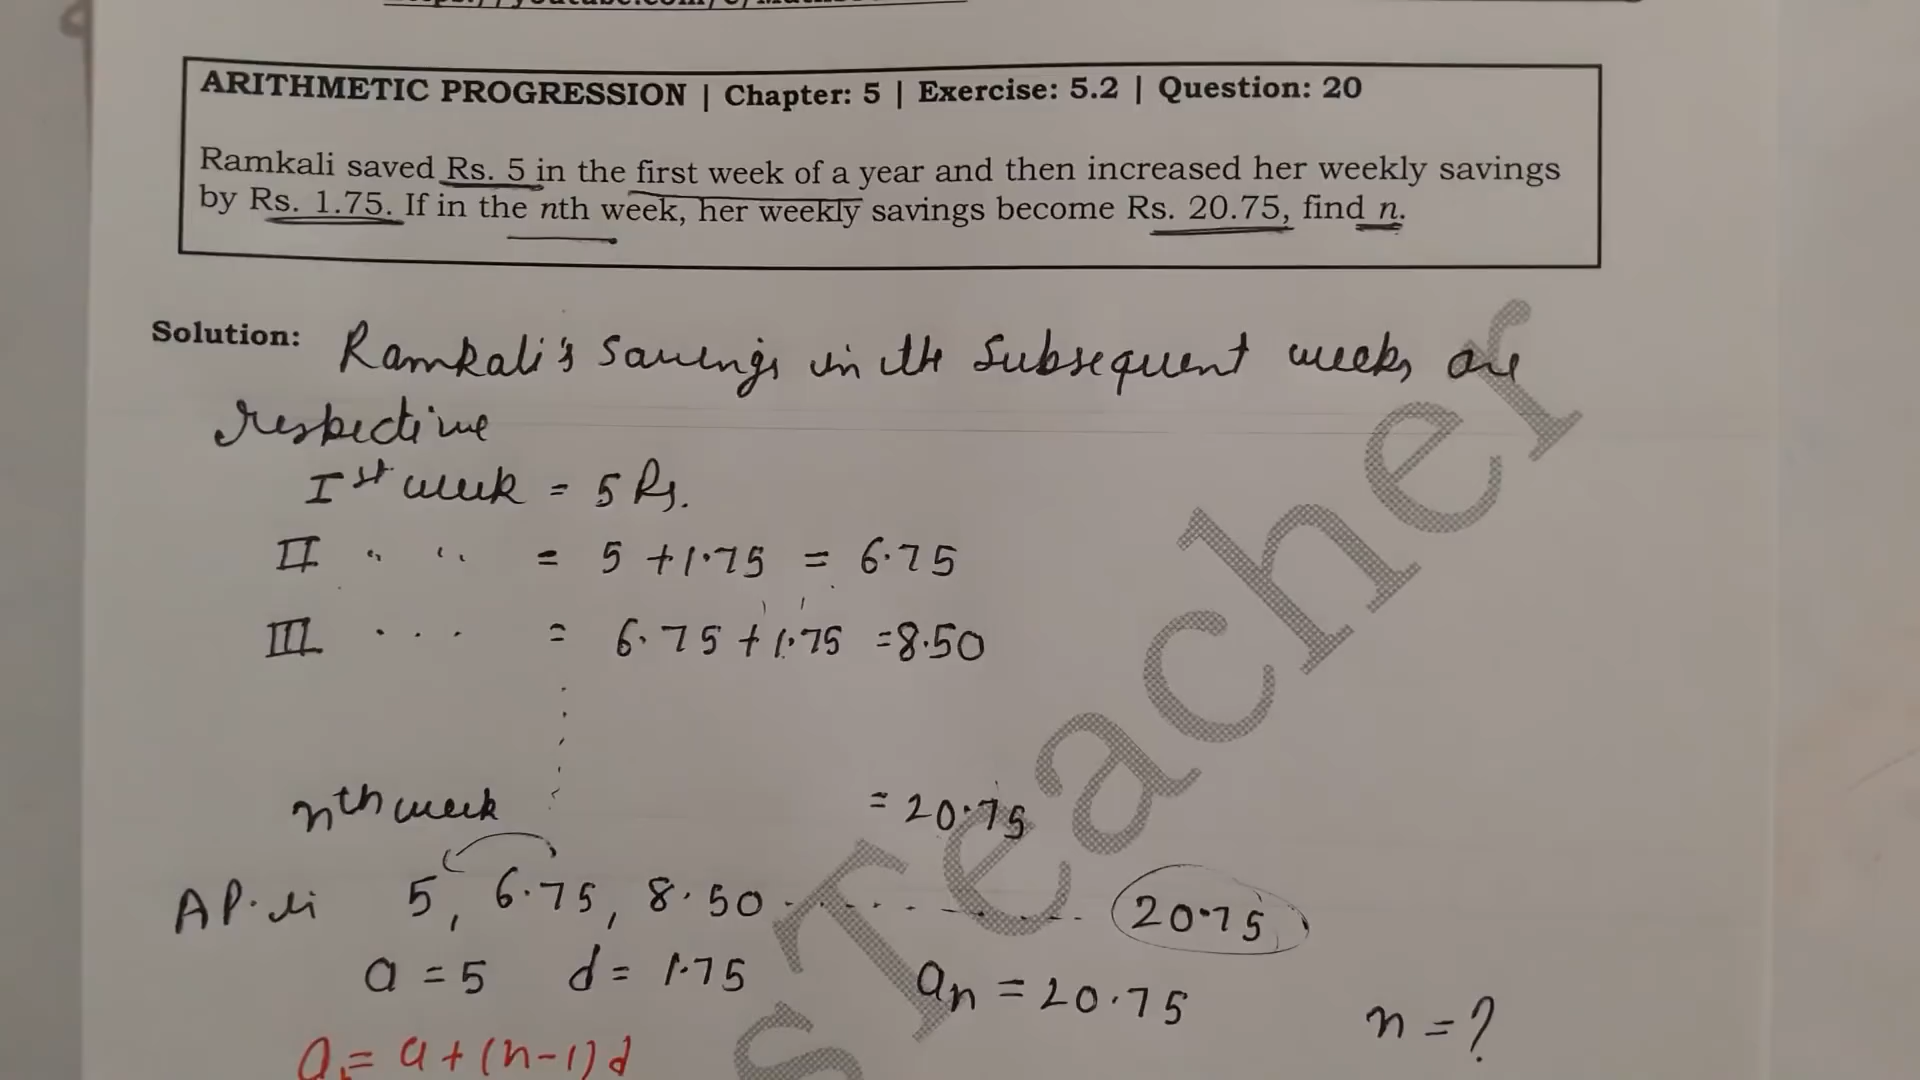 ARITHMETIC PROGRESSION | Chapter: 5 | Exercise: 5.2 | Question: 20
Ramkali saved Rs. 5 in the first week of a year and then increased her weekly savings
by Rs. 1.75. If in the nth week, her weekly savings become Rs. 20.75, find n.
Solution: Ramkali's Savings in the Subsequent weeks are
respective
Ist week = 5 Rs.
II " " = 5 + 1.75 = 6.75
III . . . = 6.75 + 1.75 = 8.50
nth week = 20.75
AP. 5, 6.75, 8.50 ........ 20.75
a = 5 d = 1.75 an = 20.75 n = ?
a = a + (n-1) d
Teacher